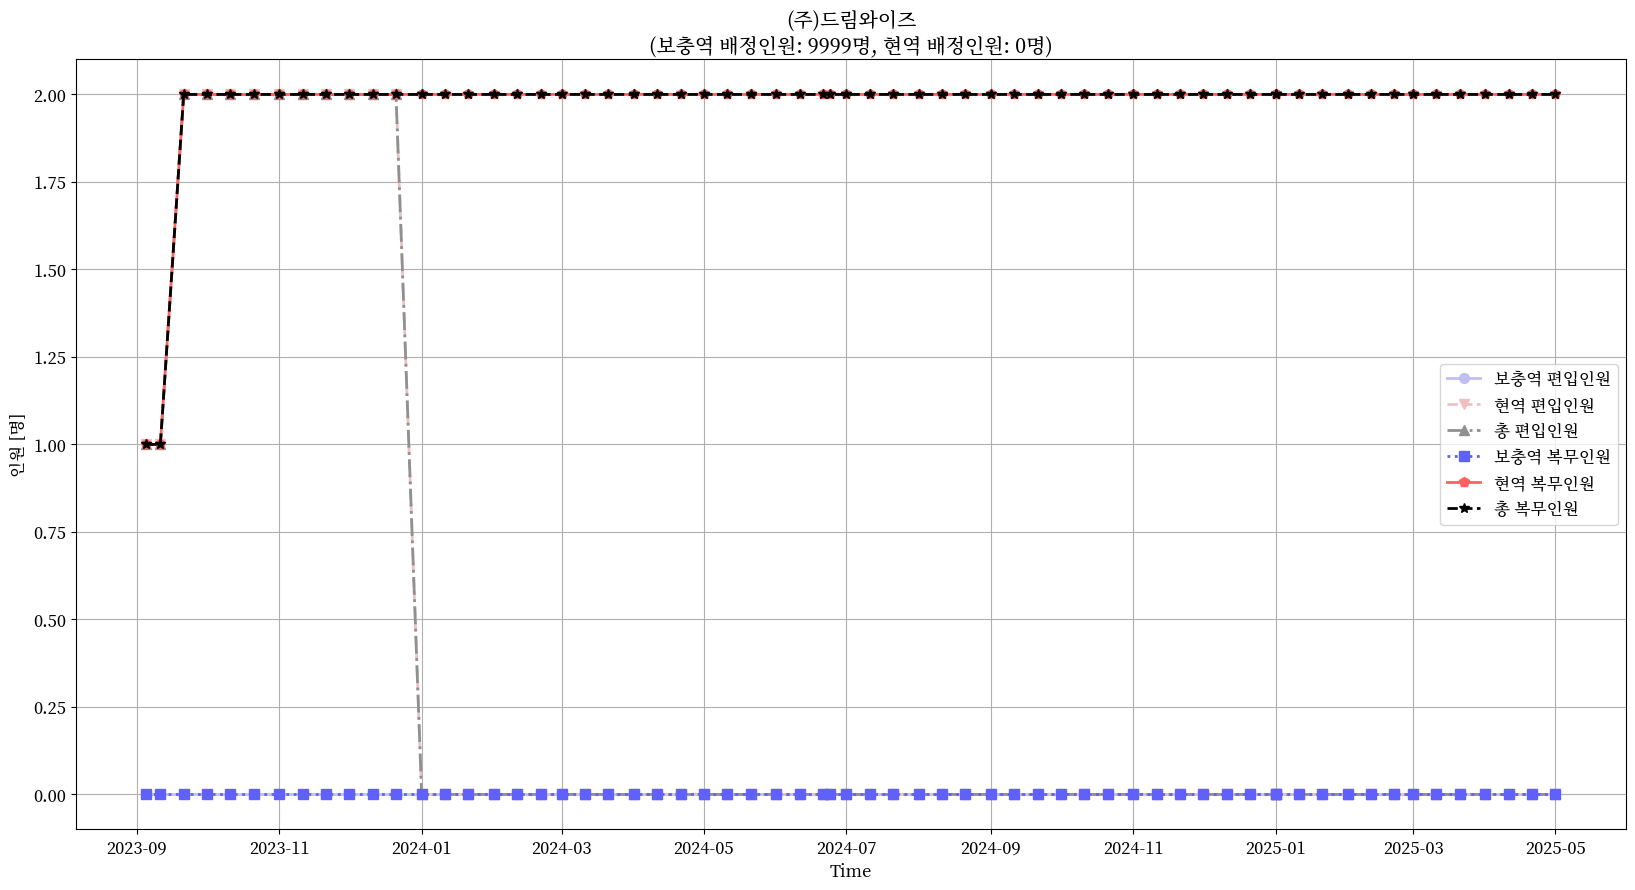 (주)드림와이즈
(보충역 배정인원: 9999명, 현역 배정인원: 0명)
인원 [명]
2.00
1.75
1.50
1.25
1.00
0.75
0.50
0.25
0.00
보충역 편입인원
현역 편입인원
총 편입인원
보충역 복무인원
현역 복무인원
총 복무인원
2023-09
2023-11
2024-01
2024-03
2024-05
2024-07
2024-09
2024-11
2025-01
2025-03
2025-05
Time